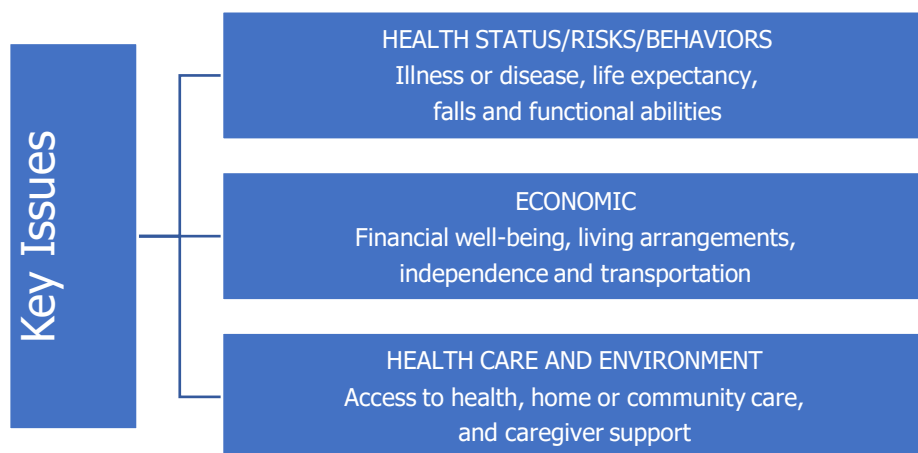 Key Issues
HEALTH STATUS/RISKS/BEHAVIORS
Illness or disease, life expectancy,
falls and functional abilities
ECONOMIC
Financial well-being, living arrangements,
independence and transportation
HEALTH CARE AND ENVIRONMENT
Access to health, home or community care,
and caregiver support